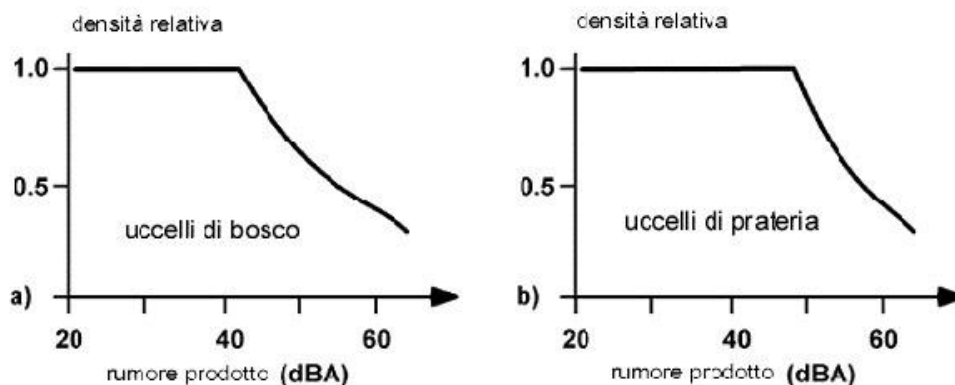 densità relativa
1.0
0.5
uccelli di bosco
a)
20 40 60
rumore prodotto (dBA)
densità relativa
1.0
0.5
uccelli di prateria
b)
20 40 60
rumore prodotto (dBA)